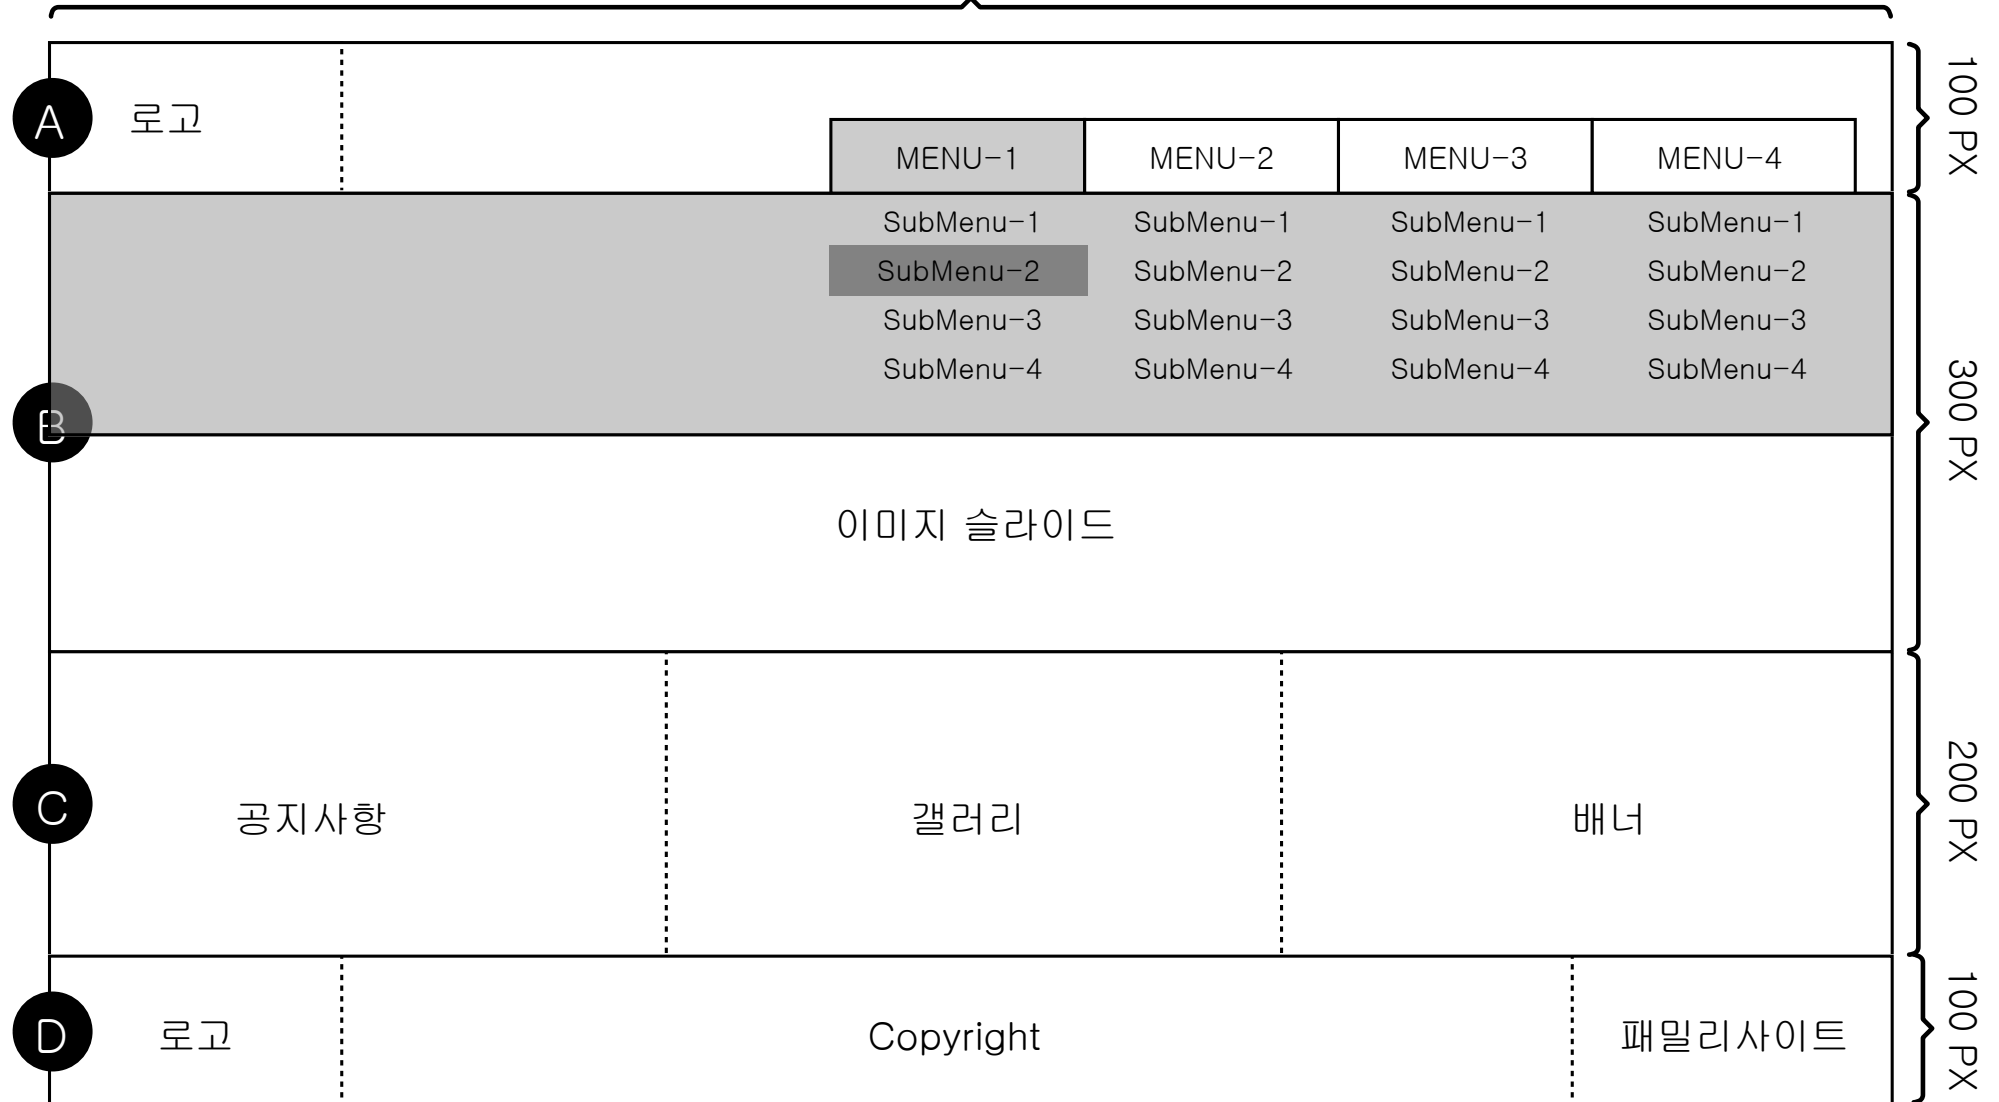 A
로고
MENU-1 MENU-2 MENU-3 MENU-4
100 PX
SubMenu-1 SubMenu-1 SubMenu-1 SubMenu-1
SubMenu-2 SubMenu-2 SubMenu-2 SubMenu-2
SubMenu-3 SubMenu-3 SubMenu-3 SubMenu-3
SubMenu-4 SubMenu-4 SubMenu-4 SubMenu-4
B
300 PX
이미지 슬라이드
C
공지사항 갤러리 배너
200 PX
D
로고 Copyright 패밀리사이트
100 PX